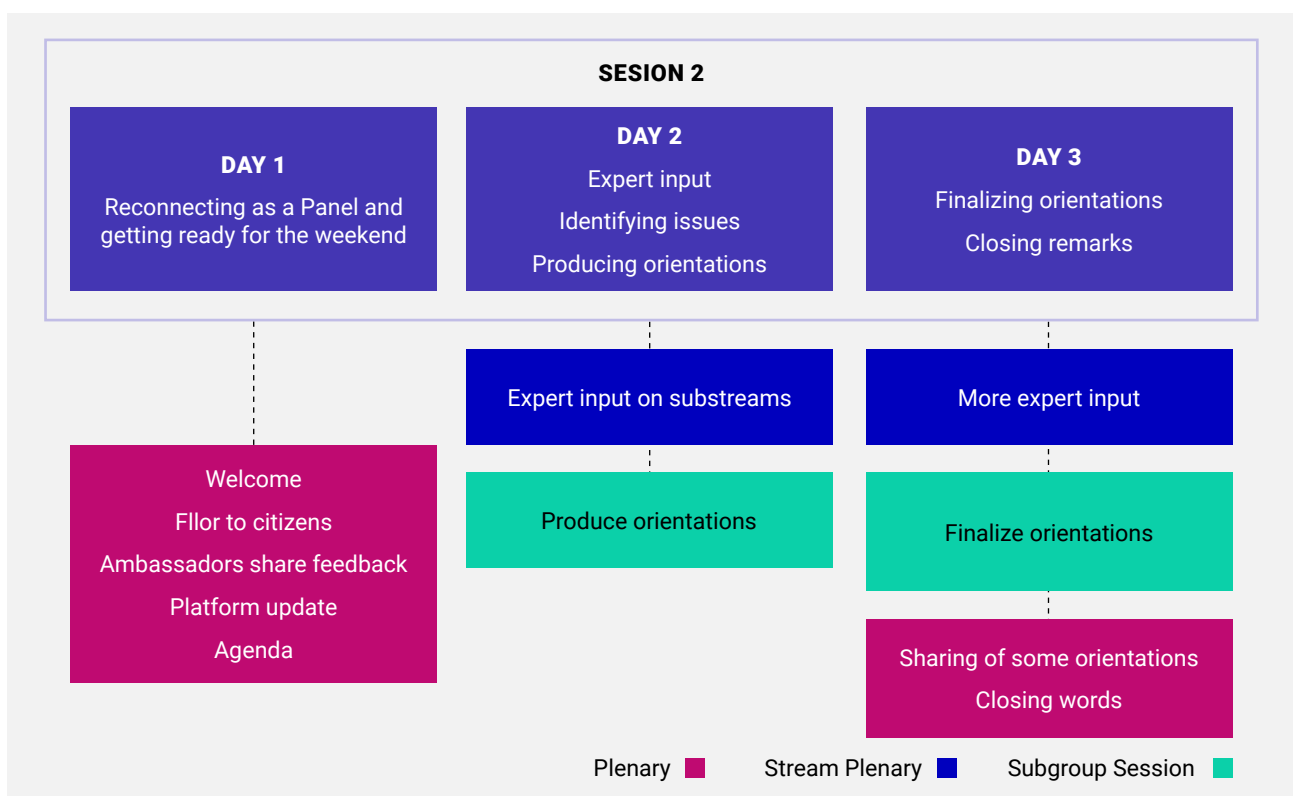 SESION 2
DAY 1
Reconnecting as a Panel and
getting ready for the weekend
DAY 2
Expert input
Identifying issues
Producing orientations
DAY 3
Finalizing orientations
Closing remarks
Welcome
Fllor to citizens
Ambassadors share feedback
Platform update
Agenda
Expert input on substreams
Produce orientations
More expert input
Finalize orientations
Sharing of some orientations
Closing words
Plenary
Stream Plenary
Subgroup Session